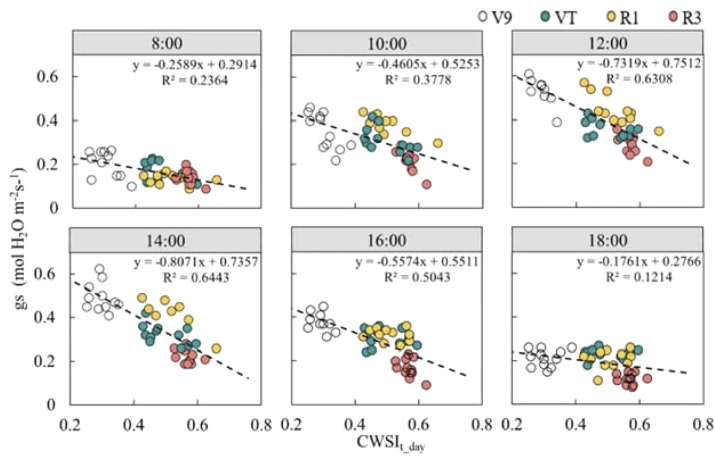 V9 VT R1 R3
8:00 10:00 12:00
y = -0.2589x + 0.2914 y = -0.4605x + 0.5253 y = -0.7319x + 0.7512
R² = 0.2364 R² = 0.3778 R² = 0.6308
0.6
0.4
0.2
0
gs (mol H₂O m⁻²s-¹)
14:00 16:00 18:00
y = -0.8071x + 0.7357 y = -0.5574x + 0.5511 y = -0.1761x + 0.2766
R² = 0.6443 R² = 0.5043 R² = 0.1214
0.6
0.4
0.2
0
0.2 0.4 0.6 0.8 0.2 0.4 0.6 0.8 0.2 0.4 0.6 0.8
CWSIt_day